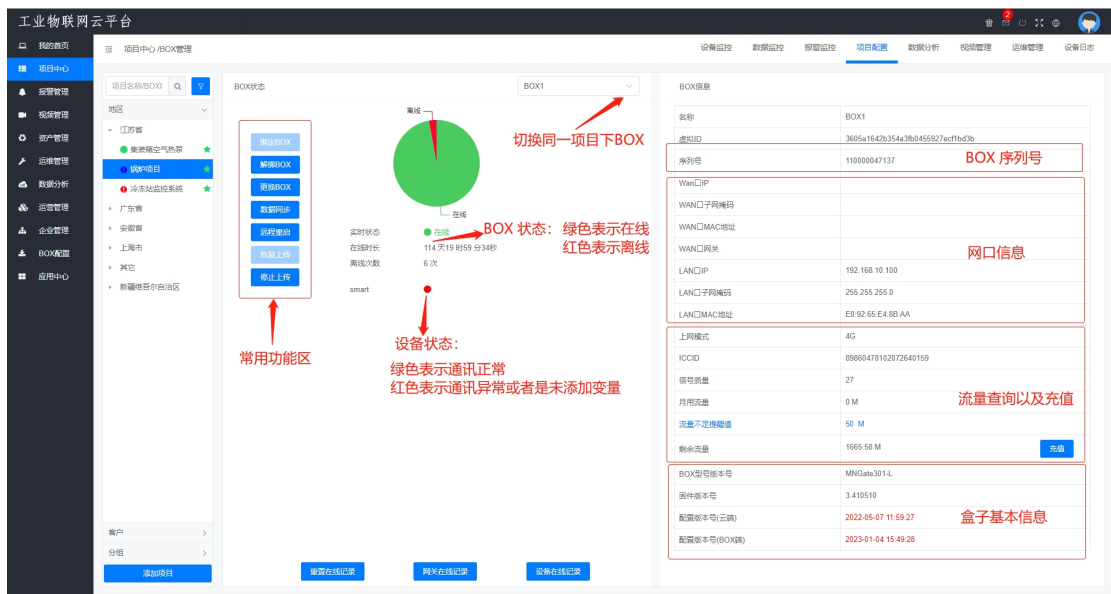 工业物联网云平台
2
我的首页
项目中心
报警管理
视频管理
资产管理
运维管理
数据分析
运营管理
企业管理
BOX配置
应用中心
项目中心 /BOX管理
设备监控 数据监控 报警监控 项目配置 数据分析 视频管理 运维管理 设备日志
项目名称/BOXI
地区
江苏省
集装箱空气热泵
锅炉项目
冷冻站监控系统
广东省
安徽省
上海市
其它
新疆维吾尔自治区
客户
分组
添加项目
BOX状态
BOX1
切换同一项目下BOX
绑定BOX
解绑BOX
更换BOX
数据同步
远程重启
恢复上传
停止上传
常用功能区
离线
在线
实时状态 在线
在线时长 114 天19 时59 分34秒
离线次数 6 次
smart
BOX 状态：绿色表示在线
红色表示离线
设备状态：
绿色表示通讯正常
红色表示通讯异常或者是未添加变量
重置在线记录 网关在线记录 设备在线记录
BOX信息
名称 BOX1
虚拟ID 3605a1642b354a3fb0455927ecf1bd3b
序列号 110000047137
BOX 序列号
Wan口IP
WAN口子网掩码
WAN口MAC地址
WAN口网关
网口信息
LAN口IP 192.168.10.100
LAN口子网掩码 255.255.255.0
LAN口MAC地址 E0:92:65:E4:8B:AA
上网模式 4G
ICCID 89860478102072640159
信号质量 27
月用流量 0 M
流量查询以及充值
流量不足提醒值 50 M
剩余流量 1665.58 M
充值
BOX型号版本号 MNGate301-L
固件版本号 3.410510
配置版本号(云端) 2022-05-07 11:59:27
盒子基本信息
配置版本号(BOX端) 2023-01-04 15:49:28